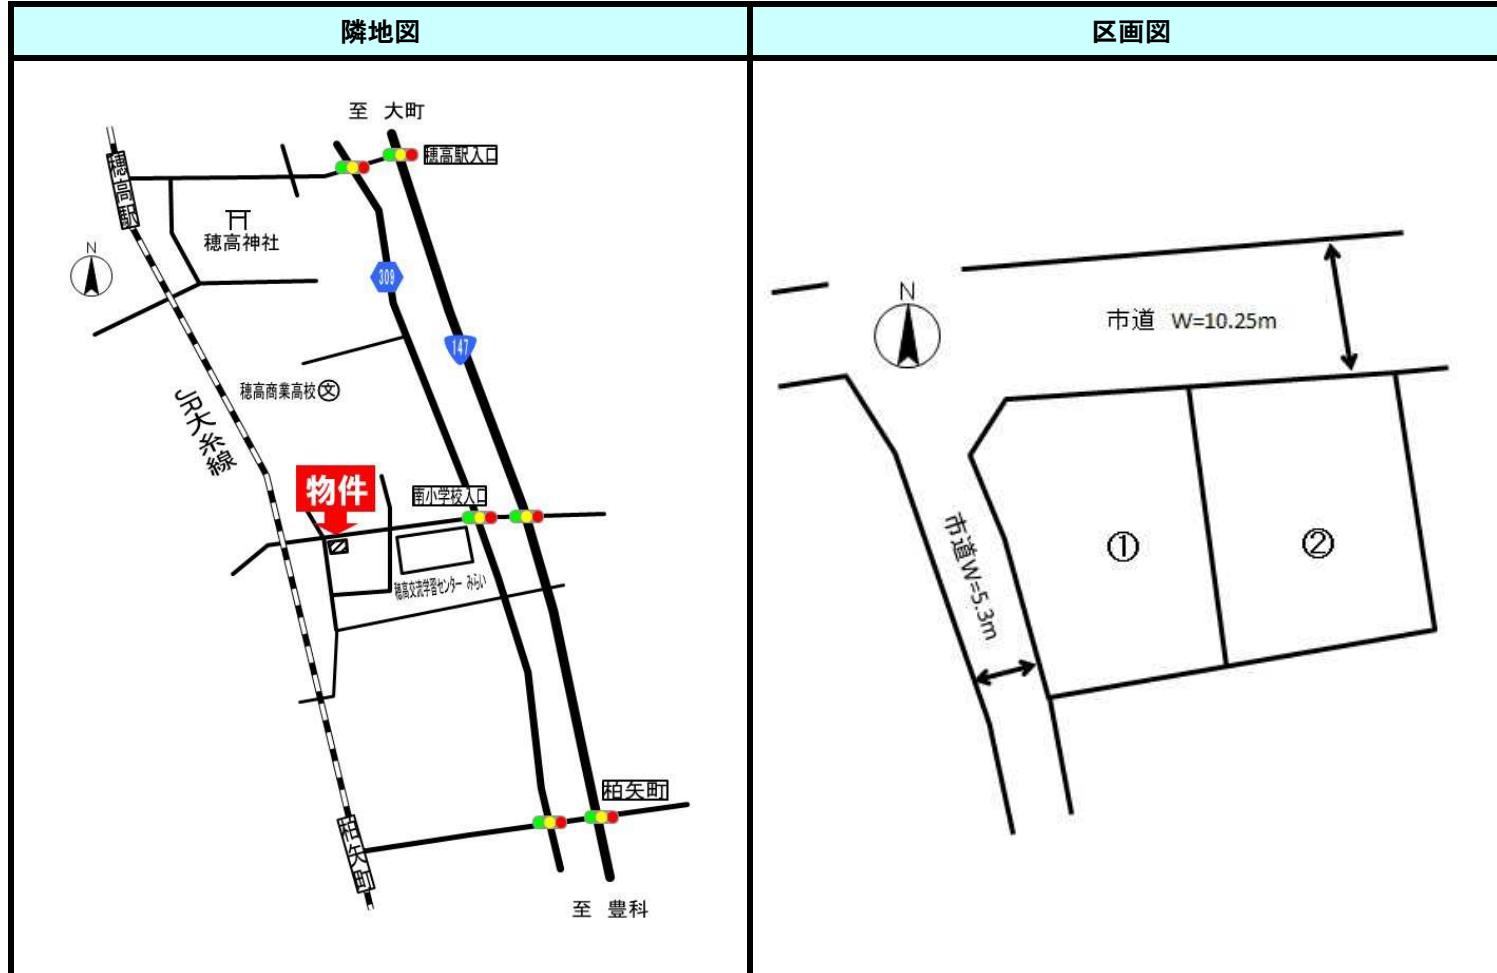 隣地図
区画図
至 大町
穂高駅入口
穂高駅
穂高神社
N
309
147
穂高商業高校 文
JR大糸線
物件
南小学校入口
穂高交流学習センター みらい
柏矢町
柏矢町
至 豊科
N
市道 W=10.25m
市道W=5.3m
①
②